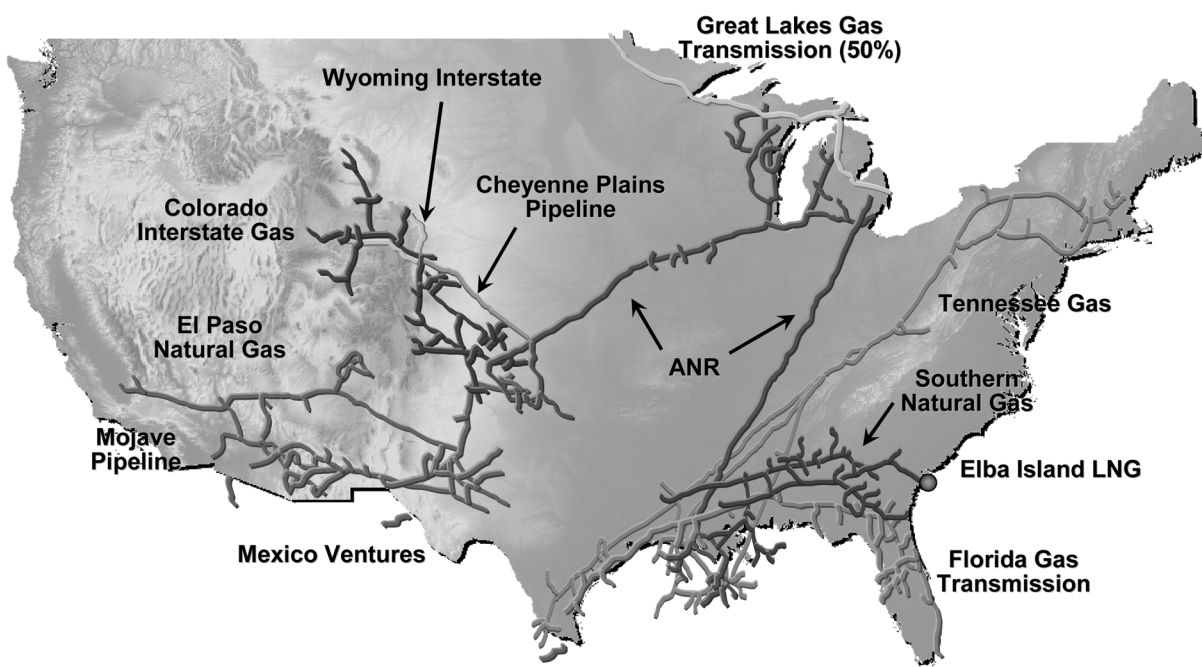 Great Lakes Gas
Transmission (50%)
Wyoming Interstate
Cheyenne Plains
Pipeline
Colorado
Interstate Gas
El Paso
Natural Gas
Tennessee Gas
ANR
Southern
Natural Gas
Mojave
Pipeline
Elba Island LNG
Mexico Ventures
Florida Gas
Transmission